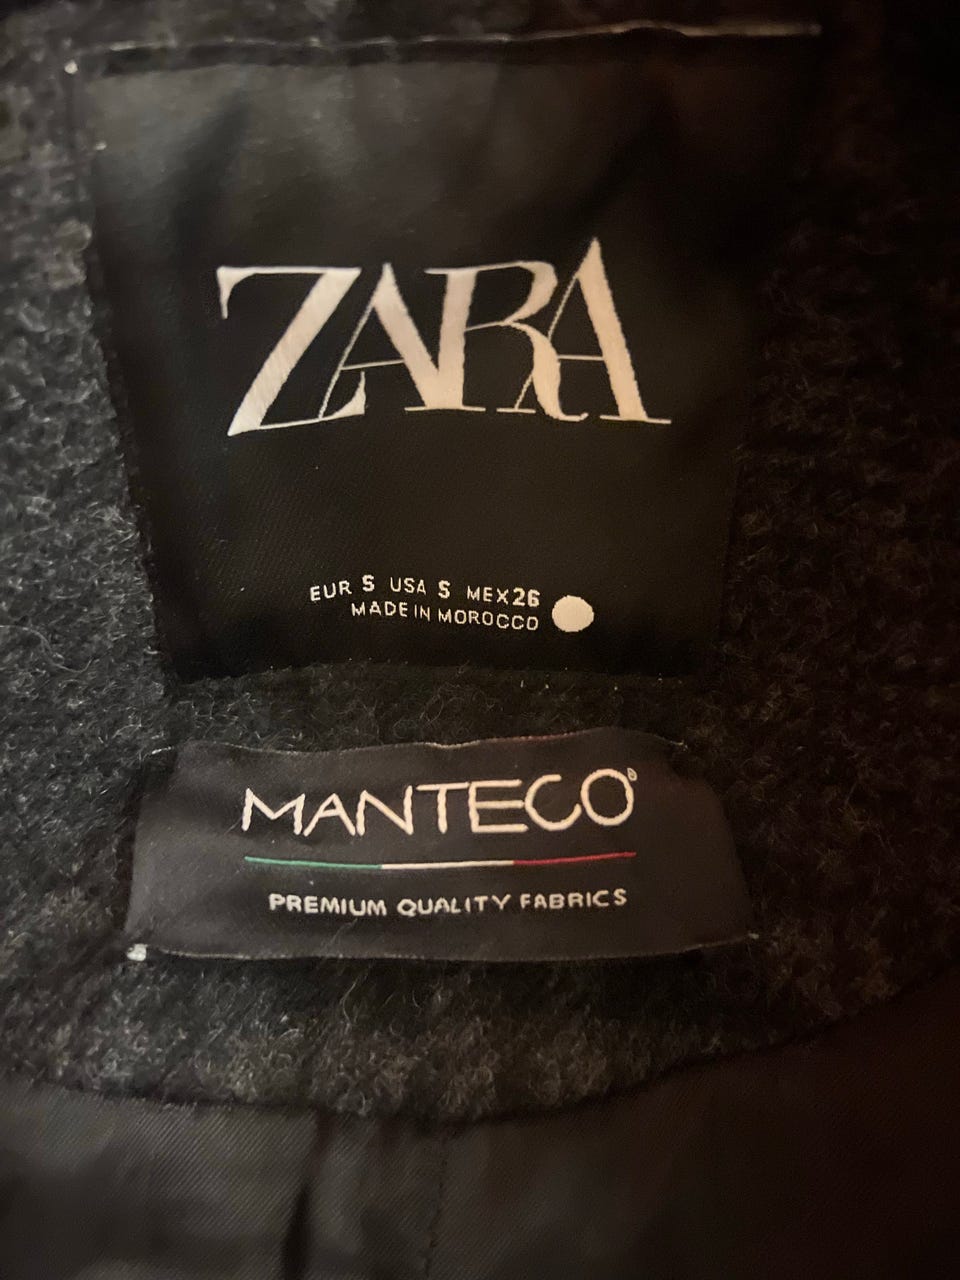 ZARA
EUR S USA S MEX 26
MADE IN MOROCCO
MANTECO®
PREMIUM QUALITY FABRICS